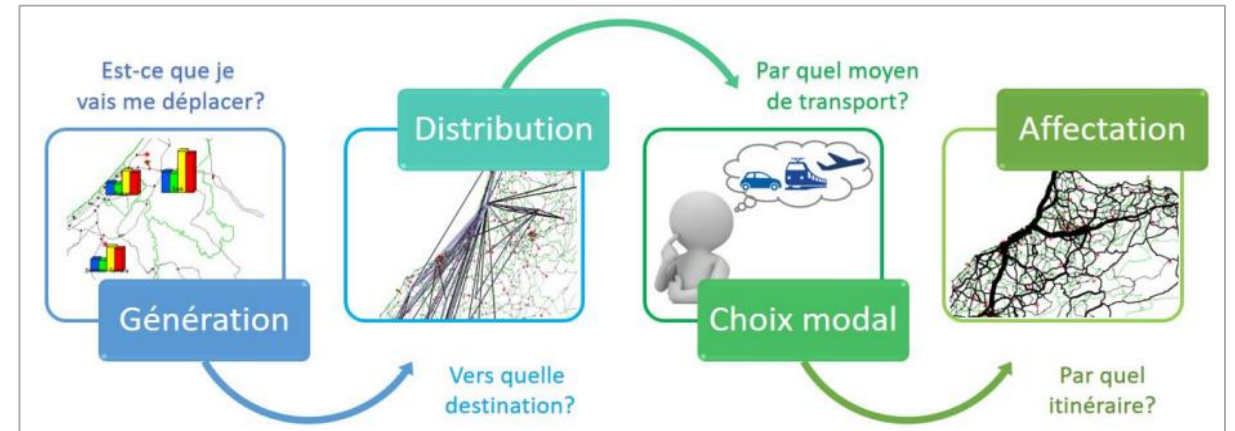 Est-ce que je
vais me déplacer?
Génération
Distribution
Vers quelle
destination?
Par quel moyen
de transport?
Choix modal
Affectation
Par quel
itinéraire?